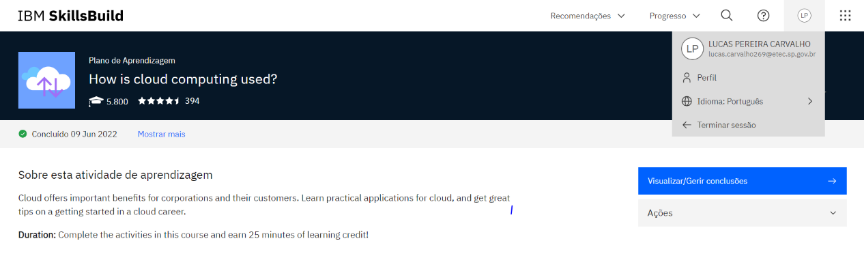 IBM SkillsBuild
Recomendações
Progresso
LP
LP
LUCAS PEREIRA CARVALHO
lucas.carvalho269@etec.sp.gov.br
Perfil
Idioma: Português
Terminar sessão
Plano de Aprendizagem
How is cloud computing used?
5.800
394
Concluído 09 Jun 2022
Mostrar mais
Sobre esta atividade de aprendizagem
Cloud offers important benefits for corporations and their customers. Learn practical applications for cloud, and get great
tips on a getting started in a cloud career.
Duration: Complete the activities in this course and earn 25 minutes of learning credit!
Visualizar/Gerir conclusões
Ações